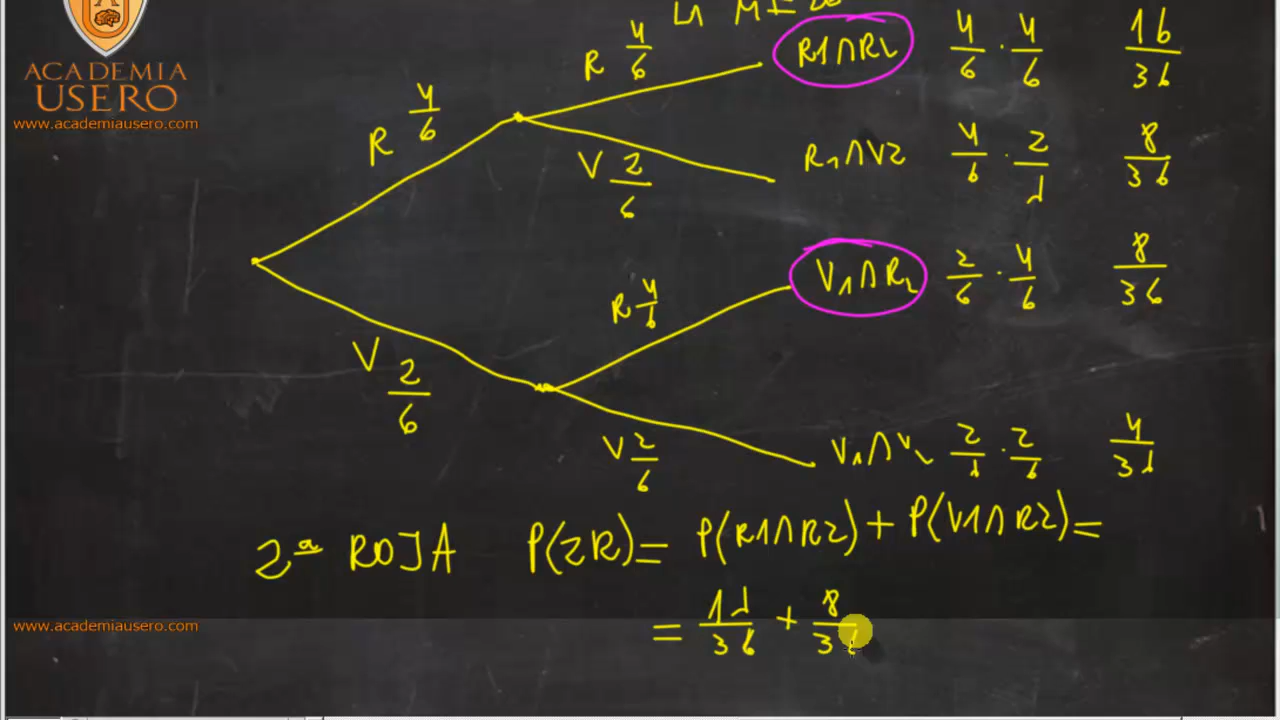 ACADEMIA
USERO
www.academiausero.com
R 4/6
R 4/6
R1∩R2 4/6 · 4/6 16/36
V 2/6
R1∩V2 4/6 · 2/6 8/36
V 2/6
R 4/6
V1∩R2 2/6 · 4/6 8/36
V 2/6
V1∩V2 2/6 · 2/6 4/36
2ª ROJA P(2R)= P(R1∩R2)+P(V1∩R2)=
= 16/36 + 8/36
www.academiausero.com